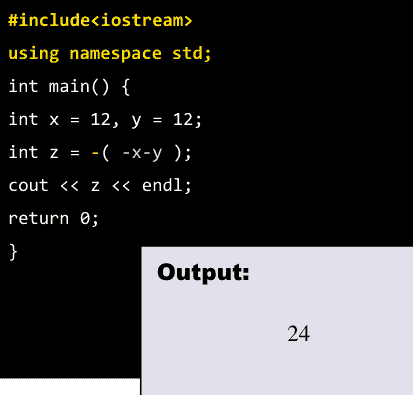 #include<iostream>
using namespace std;
int main() {
int x = 12, y = 12;
int z = -( -x-y );
cout << z << endl;
return 0;
}
Output:
24